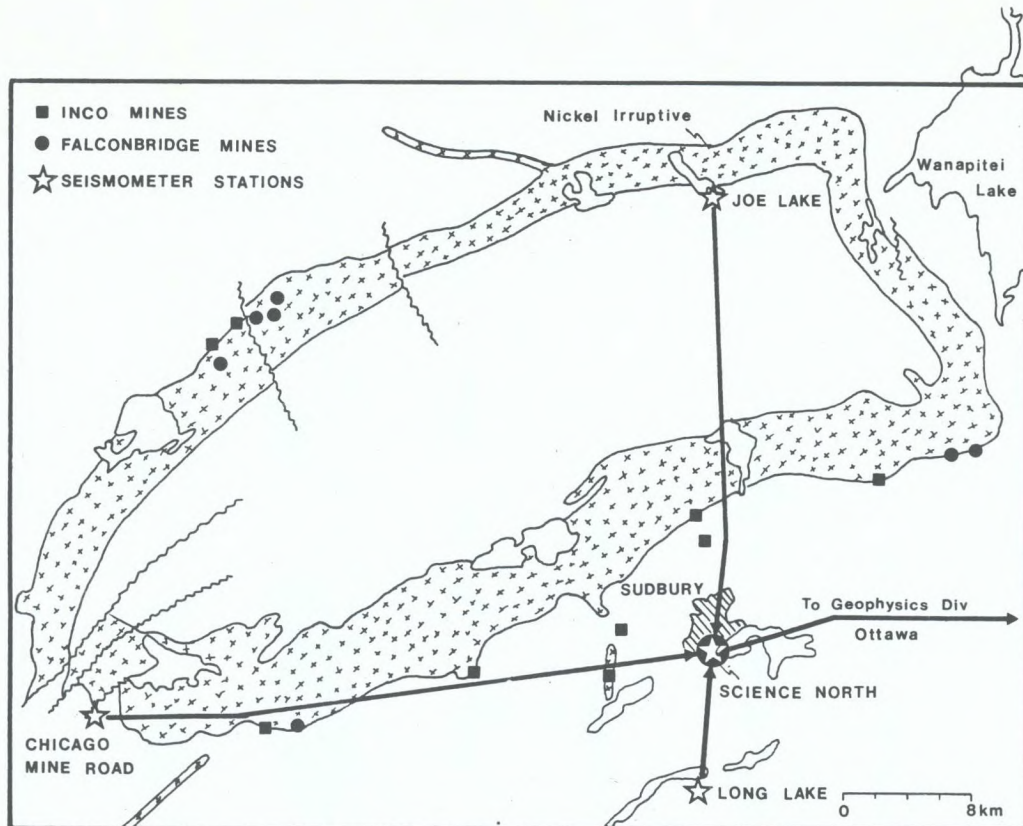 INCO MINES
FALCONBRIDGE MINES
SEISMOMETER STATIONS
Nickel Irruptive
Wanapitei
Lake
JOE LAKE
SUDBURY
To Geophysics Div
Ottawa
SCIENCE NORTH
CHICAGO
MINE ROAD
LONG LAKE
0 8km